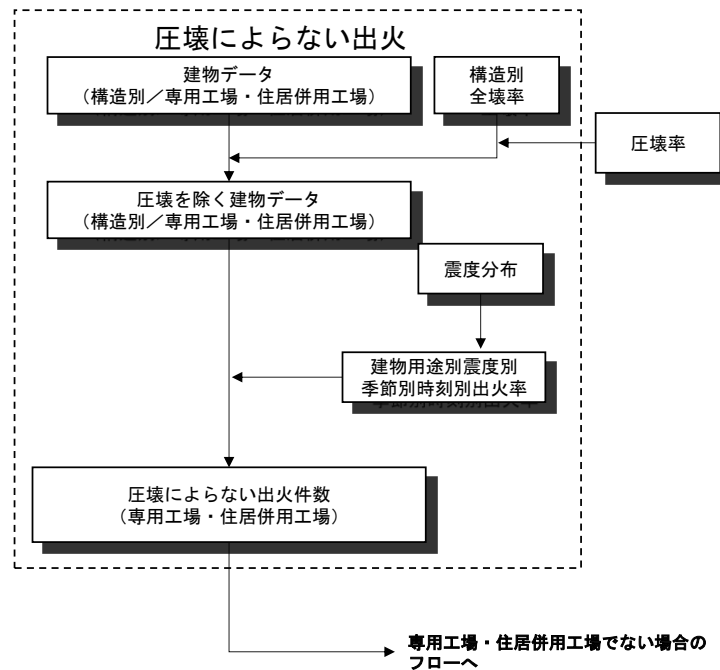 圧壊によらない出火
建物データ
(構造別/専用工場・住居併用工場)
構造別
全壊率
圧壊率
圧壊を除く建物データ
(構造別/専用工場・住居併用工場)
震度分布
建物用途別震度別
季節別時刻別出火率
圧壊によらない出火件数
(専用工場・住居併用工場)
専用工場・住居併用工場でない場合の
フローへ